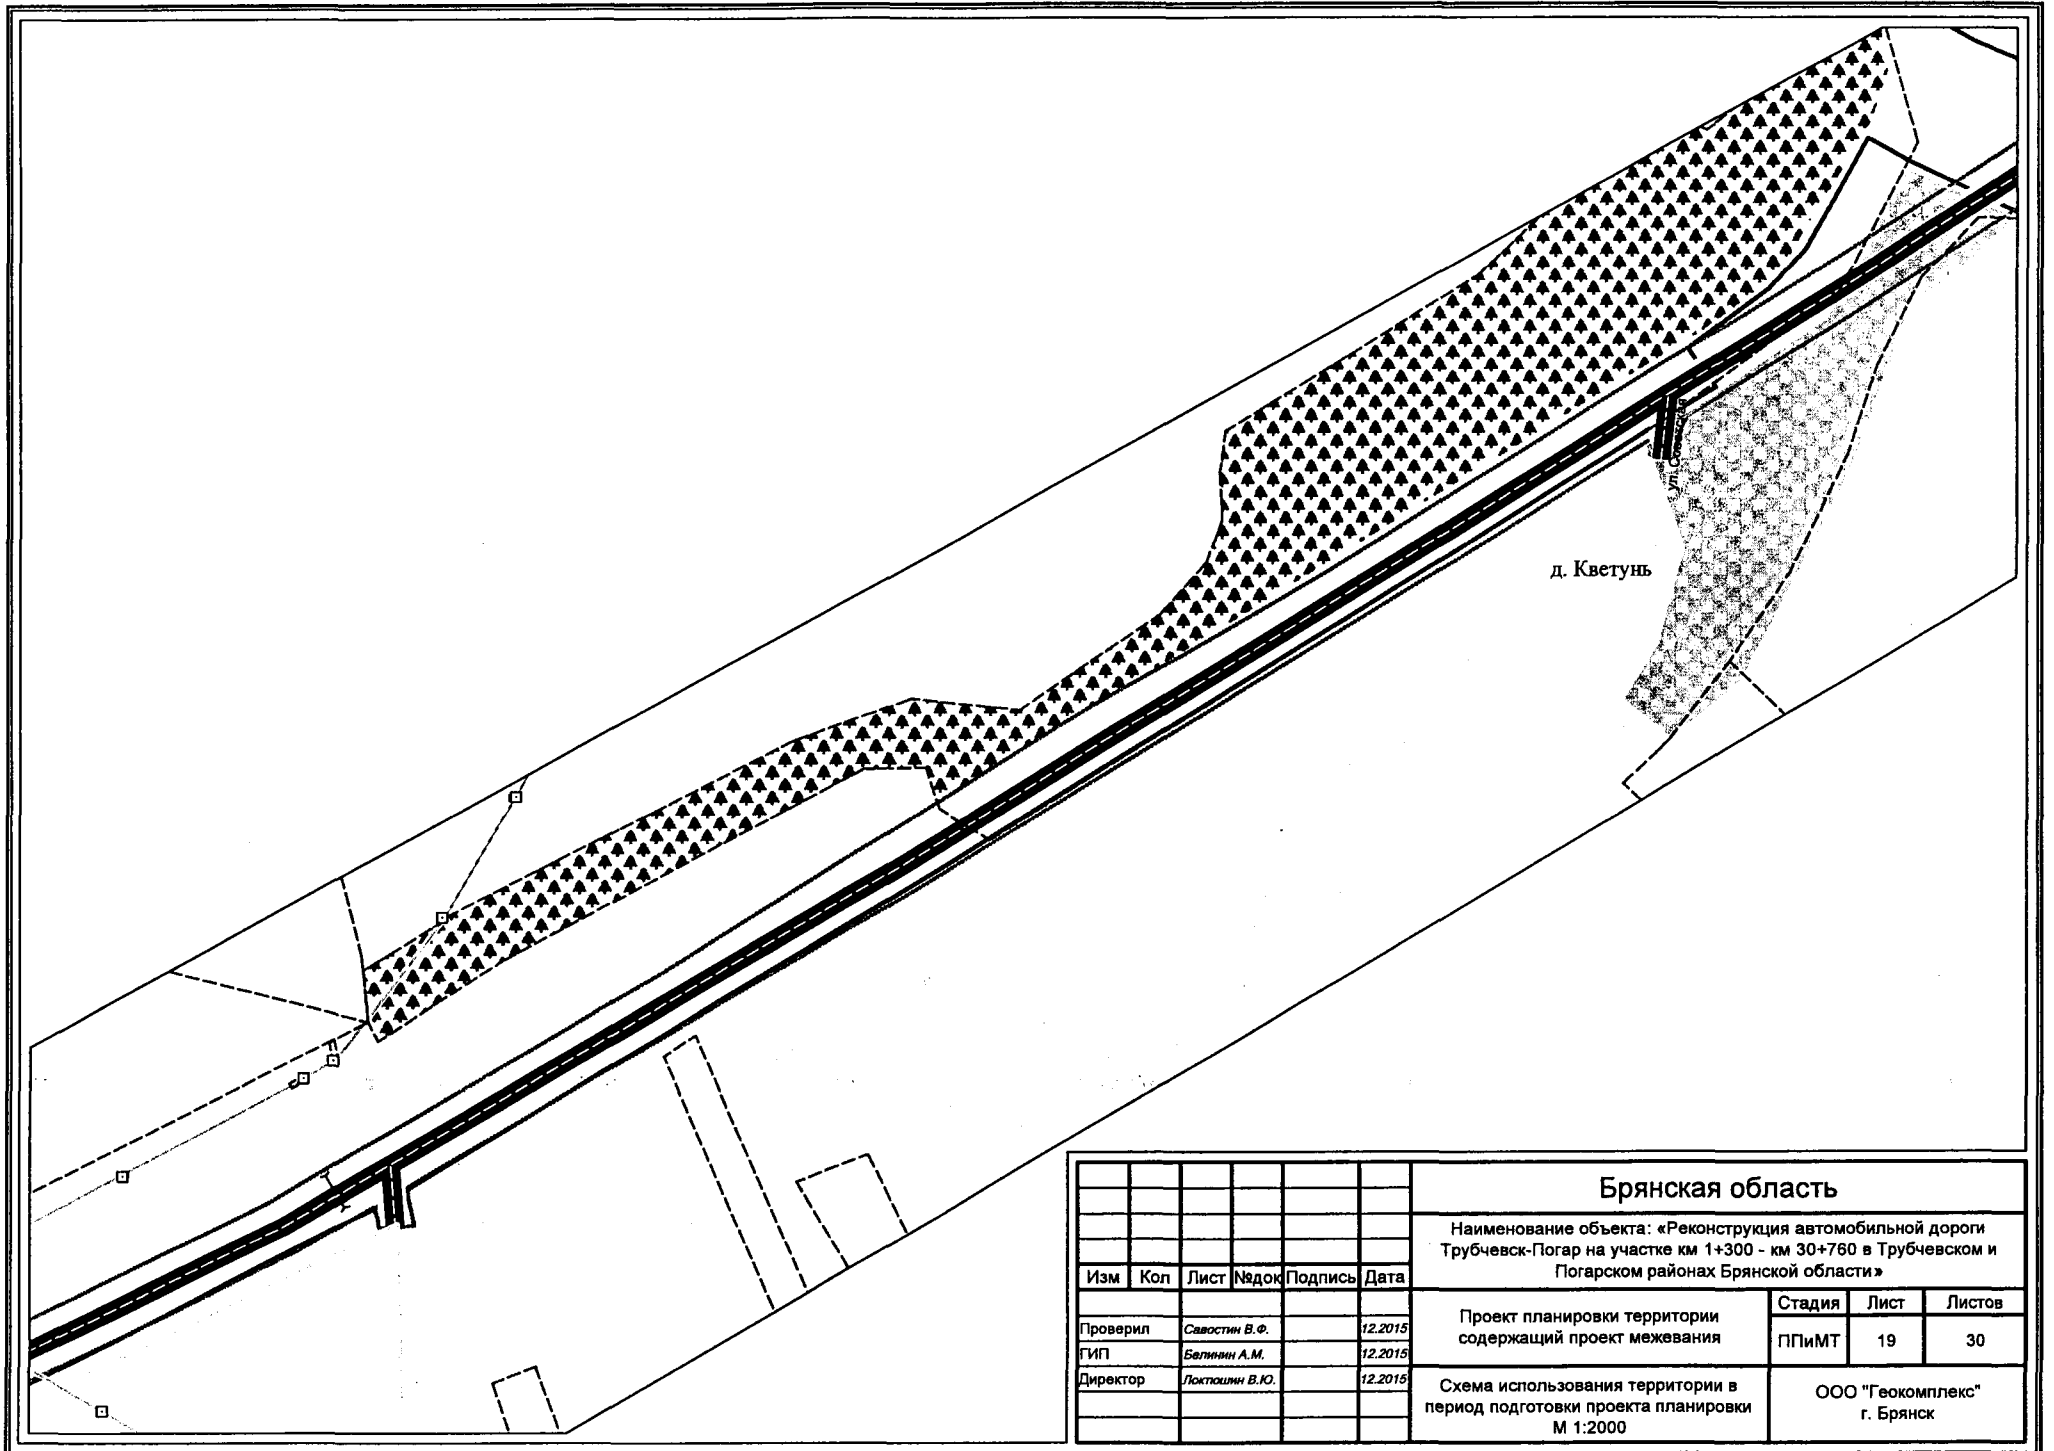 ул. Советская
д. Кветунь
Брянская область
Наименование объекта: «Реконструкция автомобильной дороги
Трубчевск-Погар на участке км 1+300 - км 30+760 в Трубчевском и
Погарском районах Брянской области»
Изм Кол Лист №док Подпись Дата
Проект планировки территории
содержащий проект межевания
Стадия Лист Листов
ППиМТ 19 30
Проверил Савостин В.Ф. 12.2015
ГИП Белинин А.М. 12.2015
Директор Локтюшин В.Ю. 12.2015
Схема использования территории в
период подготовки проекта планировки
М 1:2000
ООО "Геокомплекс"
г. Брянск